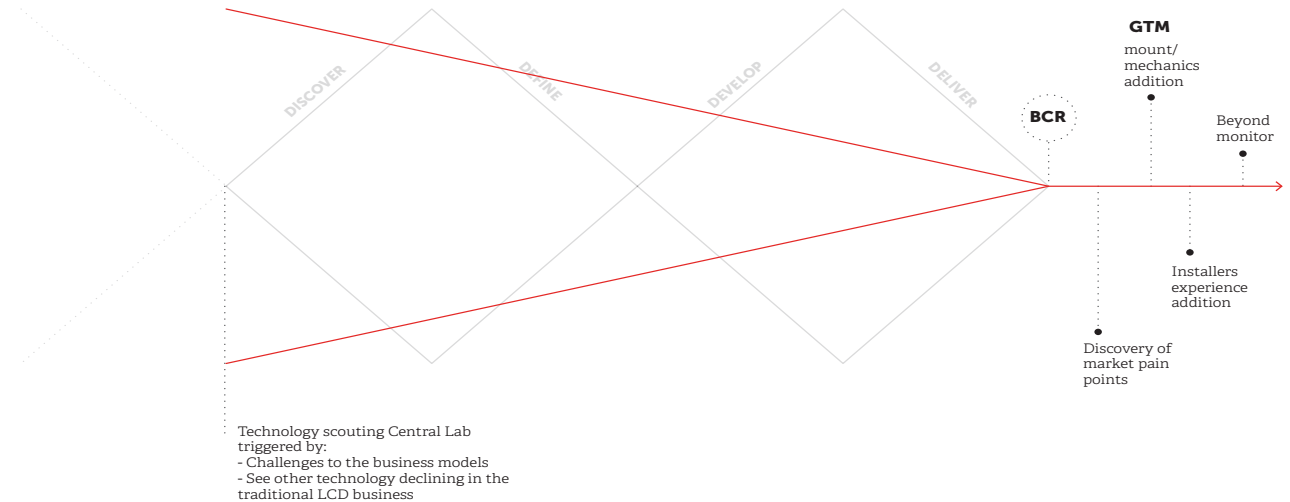 DISCOVER
DEFINE
DEVELOP
DELIVER
BCR
GTM
mount/
mechanics
addition
Beyond
monitor
Installers
experience
addition
Discovery of
market pain
points
Technology scouting Central Lab
triggered by:
- Challenges to the business models
- See other technology declining in the
traditional LCD business